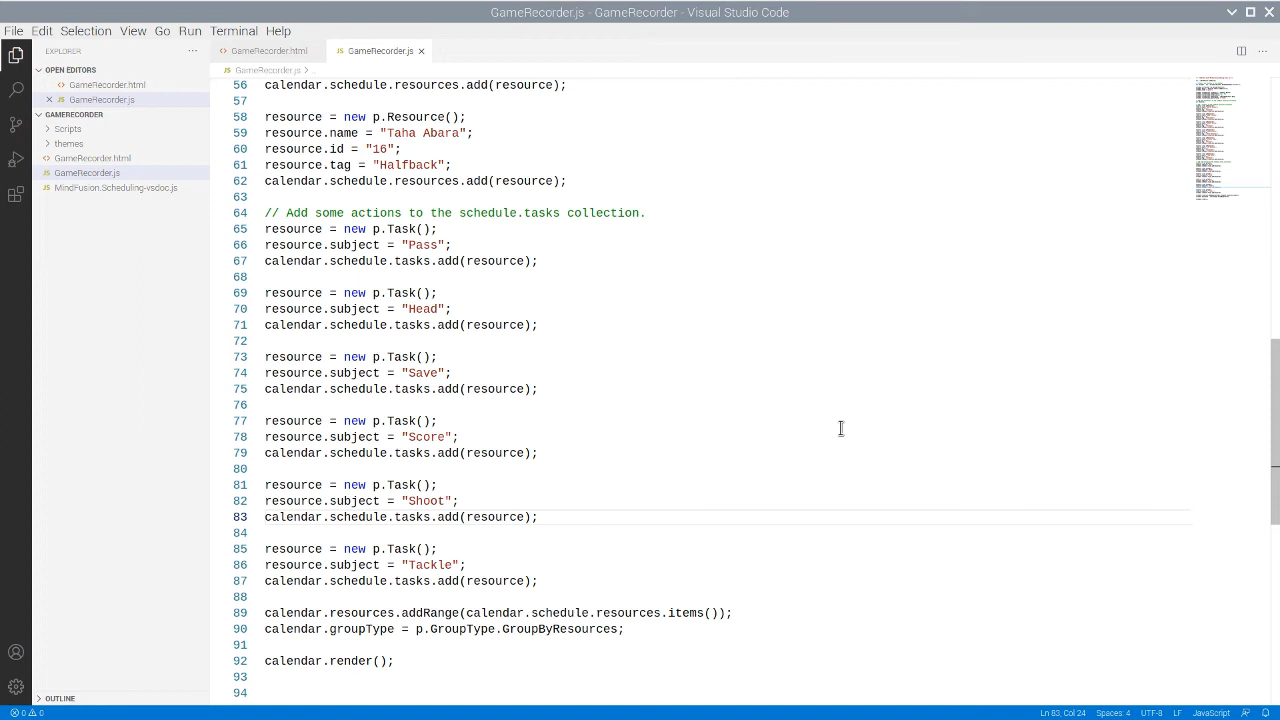 GameRecorder.js - GameRecorder - Visual Studio Code
File Edit Selection View Go Run Terminal Help
EXPLORER
OPEN EDITORS
GameRecorder.html
GameRecorder.js
GAMERECORDER
Scripts
themes
GameRecorder.html
GameRecorder.js
MindFusion.Scheduling-vsdoc.js
OUTLINE
GameRecorder.html
GameRecorder.js
GameRecorder.js > ..
56 calendar.schedule.resources.add(resource);
57
58 resource = new p.Resource();
59 resource.name = "Taha Abara";
60 resource.id = "16";
61 resource.tag = "Halfback";
62 calendar.schedule.resources.add(resource);
63
64 // Add some actions to the schedule.tasks collection.
65 resource = new p.Task();
66 resource.subject = "Pass";
67 calendar.schedule.tasks.add(resource);
68
69 resource = new p.Task();
70 resource.subject = "Head";
71 calendar.schedule.tasks.add(resource);
72
73 resource = new p.Task();
74 resource.subject = "Save";
75 calendar.schedule.tasks.add(resource);
76
77 resource = new p.Task();
78 resource.subject = "Score";
79 calendar.schedule.tasks.add(resource);
80
81 resource = new p.Task();
82 resource.subject = "Shoot";
83 calendar.schedule.tasks.add(resource);
84
85 resource = new p.Task();
86 resource.subject = "Tackle";
87 calendar.schedule.tasks.add(resource);
88
89 calendar.resources.addRange(calendar.schedule.resources.items());
90 calendar.groupType = p.GroupType.GroupByResources;
91
92 calendar.render();
93
94
0 0 Ln 83, Col 24 Spaces: 4 UTF-8 LF JavaScript